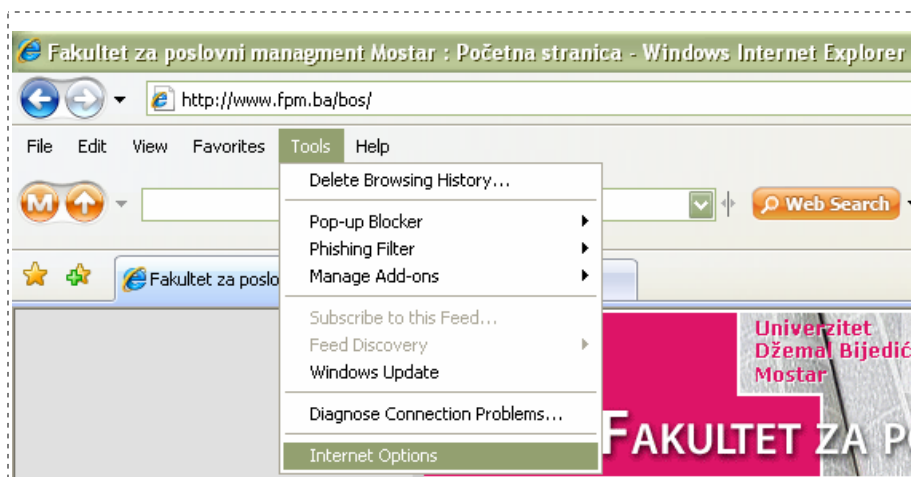 Fakultet za poslovni managment Mostar : Početna stranica - Windows Internet Explorer
http://www.fpm.ba/bos/
File Edit View Favorites Tools Help
Delete Browsing History...
M Web Search
Pop-up Blocker
Phishing Filter
Manage Add-ons
Fakultet za poslo
Subscribe to this Feed...
Feed Discovery
Windows Update
Diagnose Connection Problems...
Internet Options
Univerzitet
Džemal Bijedić
Mostar
FAKULTET ZA P